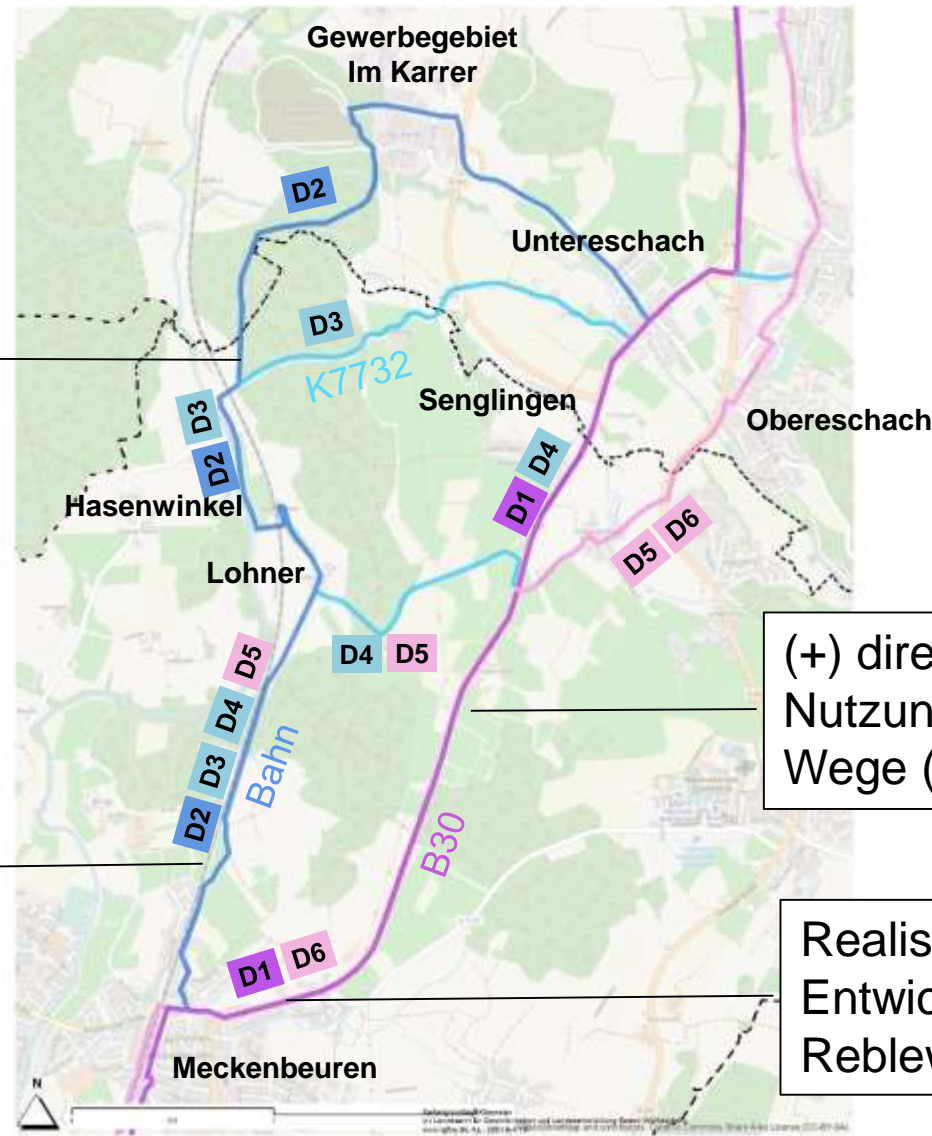 Gewerbegebiet
Im Karrer
D2
Untereschach
D3
K7732
Senglingen
Obereschach
D3
D2
D1 D4
Hasenwinkel
D5 D6
Lohner
D4 D5
D2 D3 D4 D5
Bahn
(+) dire
Nutzun
Wege (
B30
D1 D6
Realis
Entwic
Reblew
Meckenbeuren
N